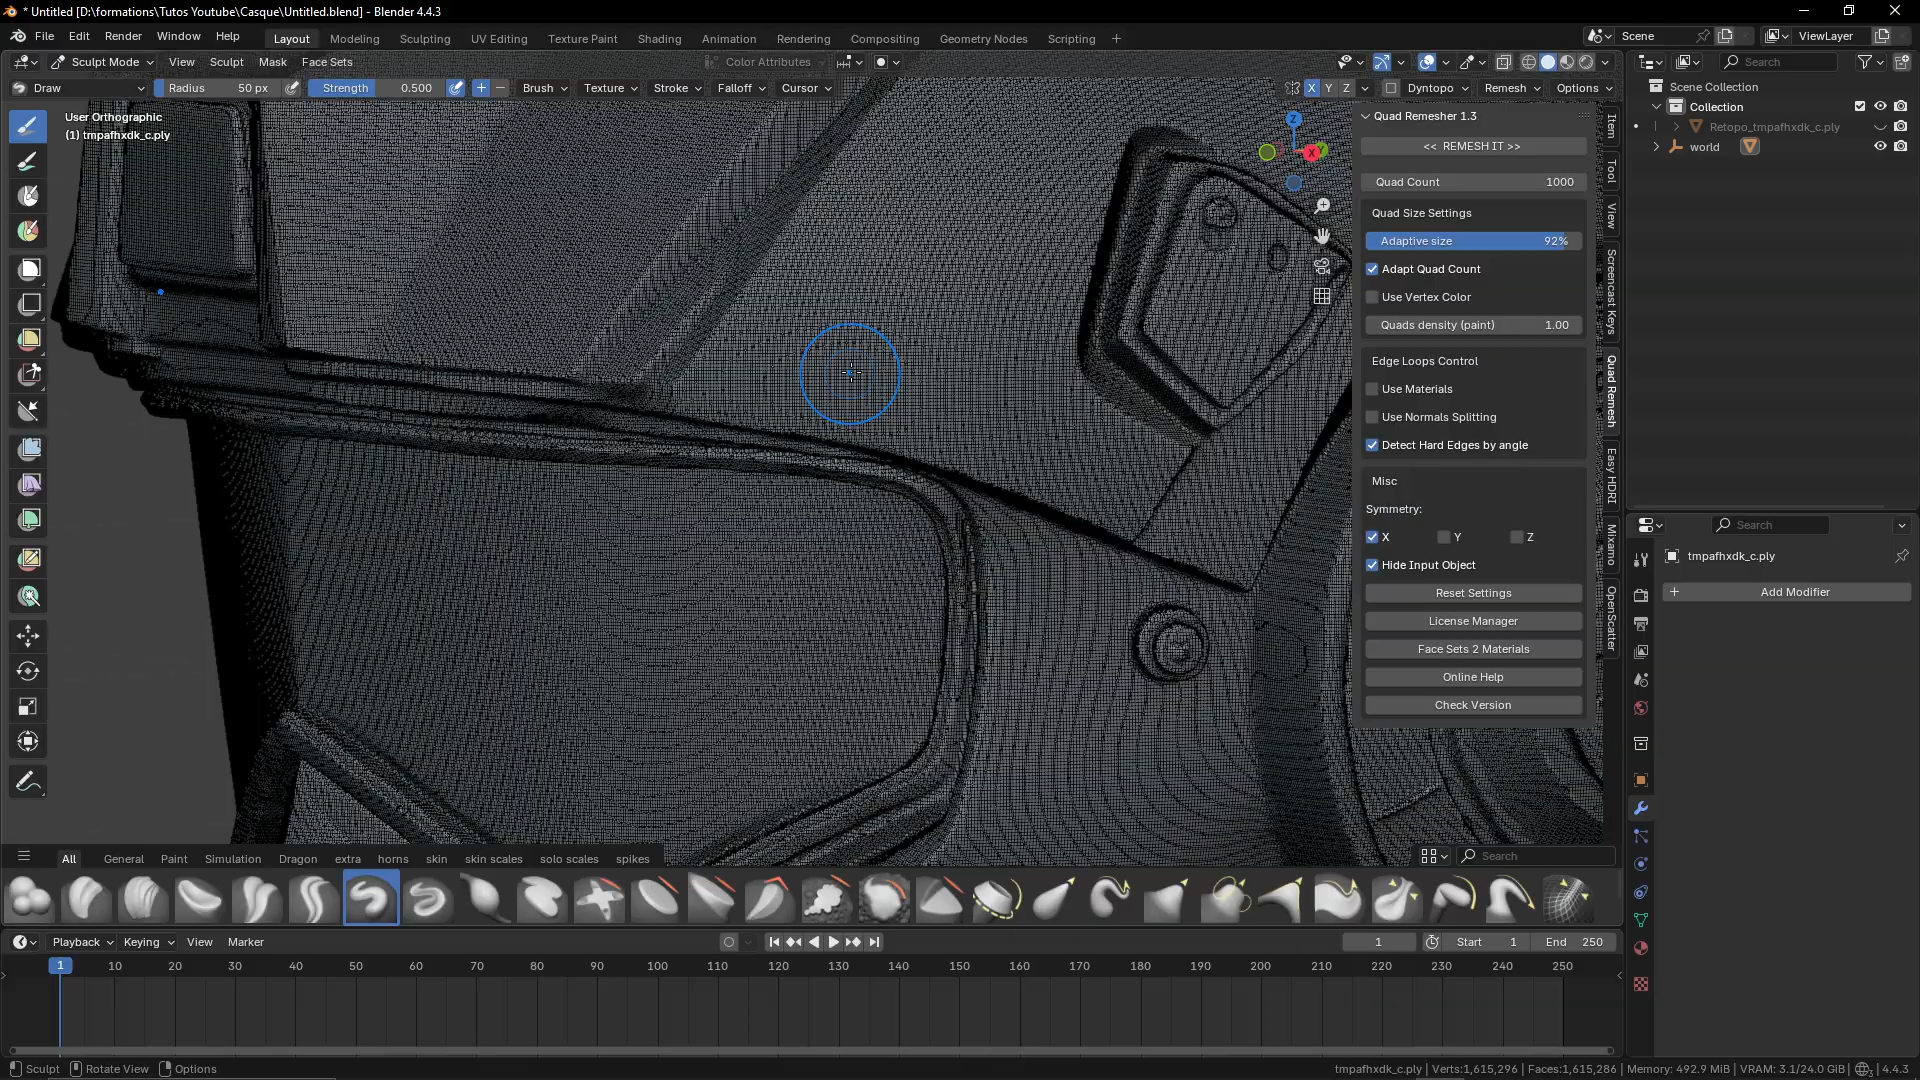 * Untitled [D:\formations\Tutos Youtube\Casque\Untitled.blend] - Blender 4.4.3
File Edit Render Window Help Layout Modeling Sculpting UV Editing Texture Paint Shading Animation Rendering Compositing Geometry Nodes Scripting + Scene ViewLayer
Sculpt Mode View Sculpt Mask Face Sets Color Attributes Search
Draw Radius 50 px Strength 0.500 Brush Texture Stroke Falloff Cursor X Y Z Dyntopo Remesh Options
Scene Collection
Collection
Retopo_tmpafhxdk_c.ply
world
User Orthographic
(1) tmpafhxdk_c.ply
Z
X
Quad Remesher 1.3
<< REMESH IT >>
Quad Count 1000
Quad Size Settings
Adaptive size 92%
Adapt Quad Count
Use Vertex Color
Quads density (paint) 1.00
Edge Loops Control
Use Materials
Use Normals Splitting
Detect Hard Edges by angle
Misc
Symmetry:
X Y Z
Hide Input Object
Reset Settings
License Manager
Face Sets 2 Materials
Online Help
Check Version
Item
Tool
View
Screencast Keys
Quad Remesh
Easy HDRI
Mixamo
OpenScatter
Search
tmpafhxdk_c.ply
+ Add Modifier
All General Paint Simulation Dragon extra horns skin skin scales solo scales spikes Search
Playback Keying View Marker 1 Start 1 End 250
1 10 20 30 40 50 60 70 80 90 100 110 120 130 140 150 160 170 180 190 200 210 220 230 240 250
Sculpt Rotate View Options tmpafhxdk_c.ply | Verts:1,615,296 | Faces:1,615,286 | Memory: 492.9 MiB | VRAM: 3.1/24.0 GiB | 3 | 4.4.3